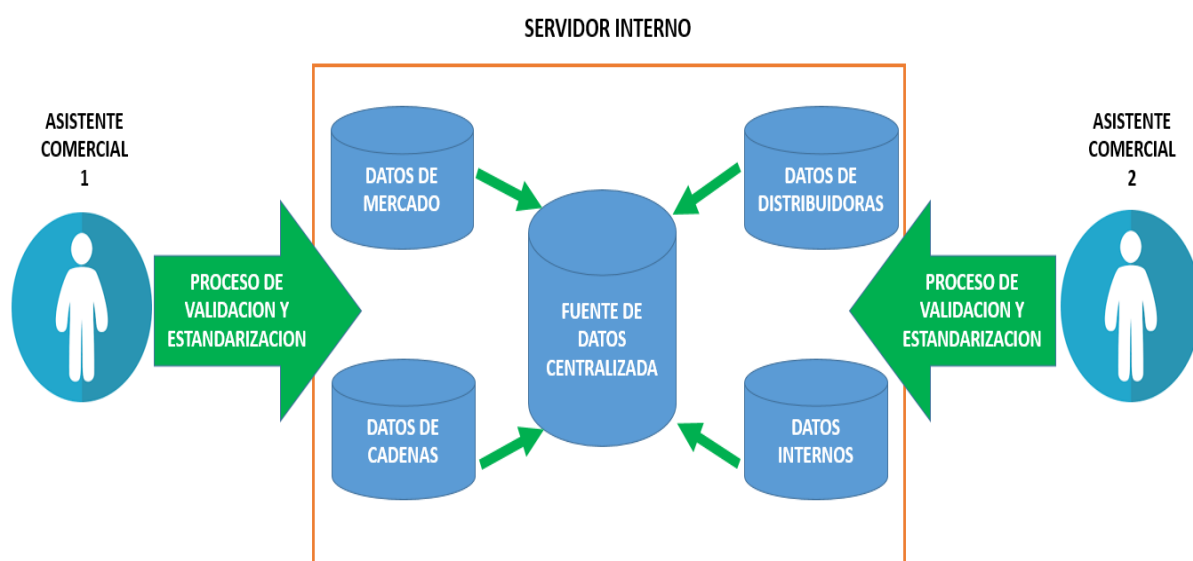 SERVIDOR INTERNO
ASISTENTE
COMERCIAL
1
PROCESO DE
VALIDACION Y
ESTANDARIZACION
DATOS DE
MERCADO
DATOS DE
CADENAS
FUENTE DE
DATOS
CENTRALIZADA
DATOS DE
DISTRIBUIDORAS
DATOS
INTERNOS
PROCESO DE
VALIDACION Y
ESTANDARIZACION
ASISTENTE
COMERCIAL
2